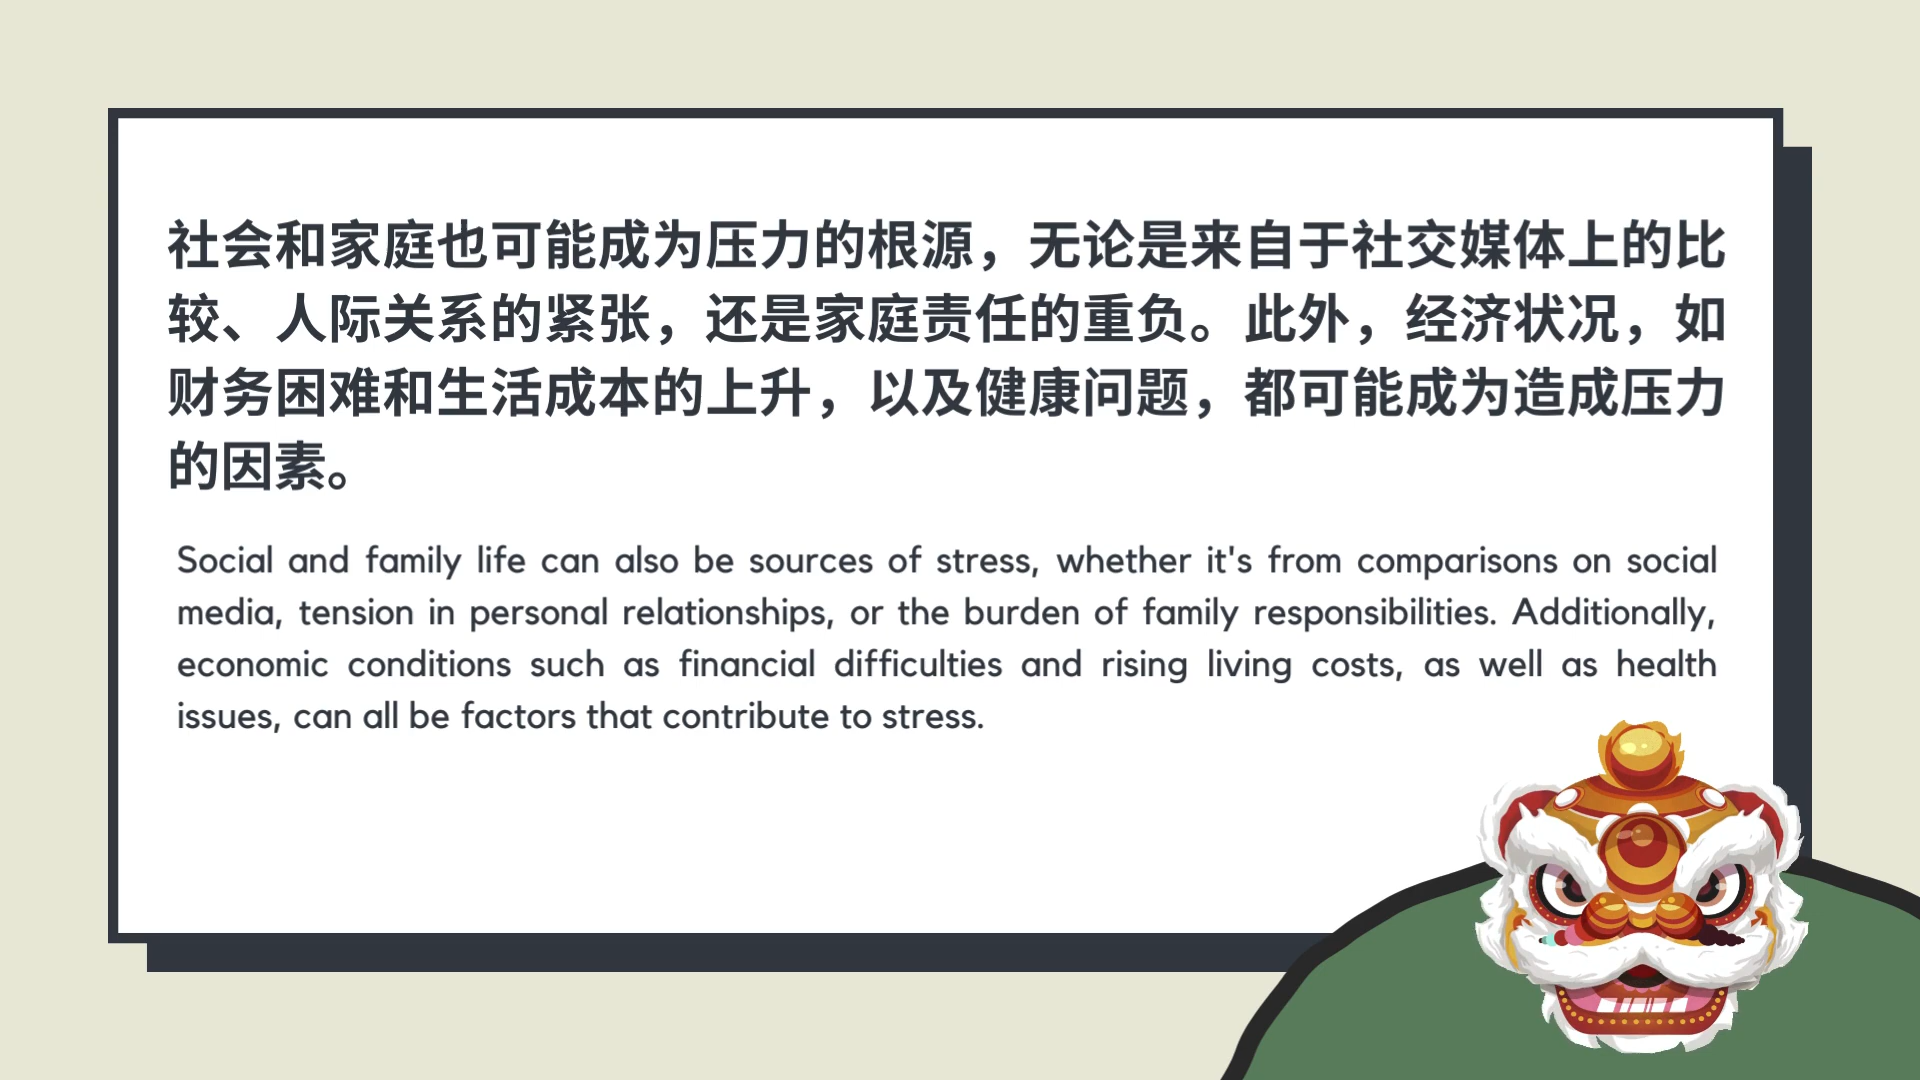 社会和家庭也可能成为压力的根源，无论是来自于社交媒体上的比
较、人际关系的紧张，还是家庭责任的重负。此外，经济状况，如
财务困难和生活成本的上升，以及健康问题，都可能成为造成压力
的因素。
Social and family life can also be sources of stress, whether it's from comparisons on social
media, tension in personal relationships, or the burden of family responsibilities. Additionally,
economic conditions such as financial difficulties and rising living costs, as well as health
issues, can all be factors that contribute to stress.